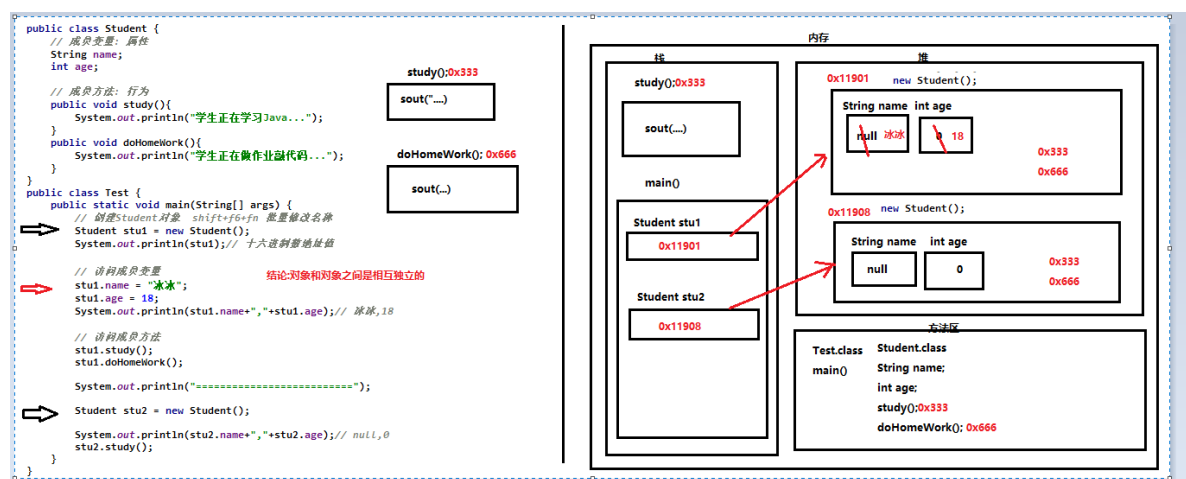 public class Student {
// 成员变量: 属性
String name;
int age;
// 成员方法: 行为
public void study(){
System.out.println("学生正在学习Java...");
}
public void doHomeWork(){
System.out.println("学生正在做作业敲代码...");
}
}
public class Test {
public static void main(String[] args) {
// 创建Student对象  shift+f6+fn 批量修改名称
Student stu1 = new Student();
System.out.println(stu1);// 十六进制数地址值
// 访问成员变量
stu1.name = "冰冰";
stu1.age = 18;
System.out.println(stu1.name+","+stu1.age);// 冰冰,18
// 访问成员方法
stu1.study();
stu1.doHomeWork();
System.out.println("==========================");
Student stu2 = new Student();
System.out.println(stu2.name+","+stu2.age);// null,0
stu2.study();
}
}
结论:对象和对象之间是相互独立的
study();0x333
sout("....)
doHomeWork(); 0x666
sout(...)
内存
栈
study();0x333
sout(....)
main()
Student stu1
0x11901
Student stu2
0x11908
堆
0x11901 new Student();
String name int age
null 冰冰 0 18
0x333
0x666
0x11908 new Student();
String name int age
null 0
0x333
0x666
方法区
Test.class
main()
Student.class
String name;
int age;
study();0x333
doHomeWork(); 0x666